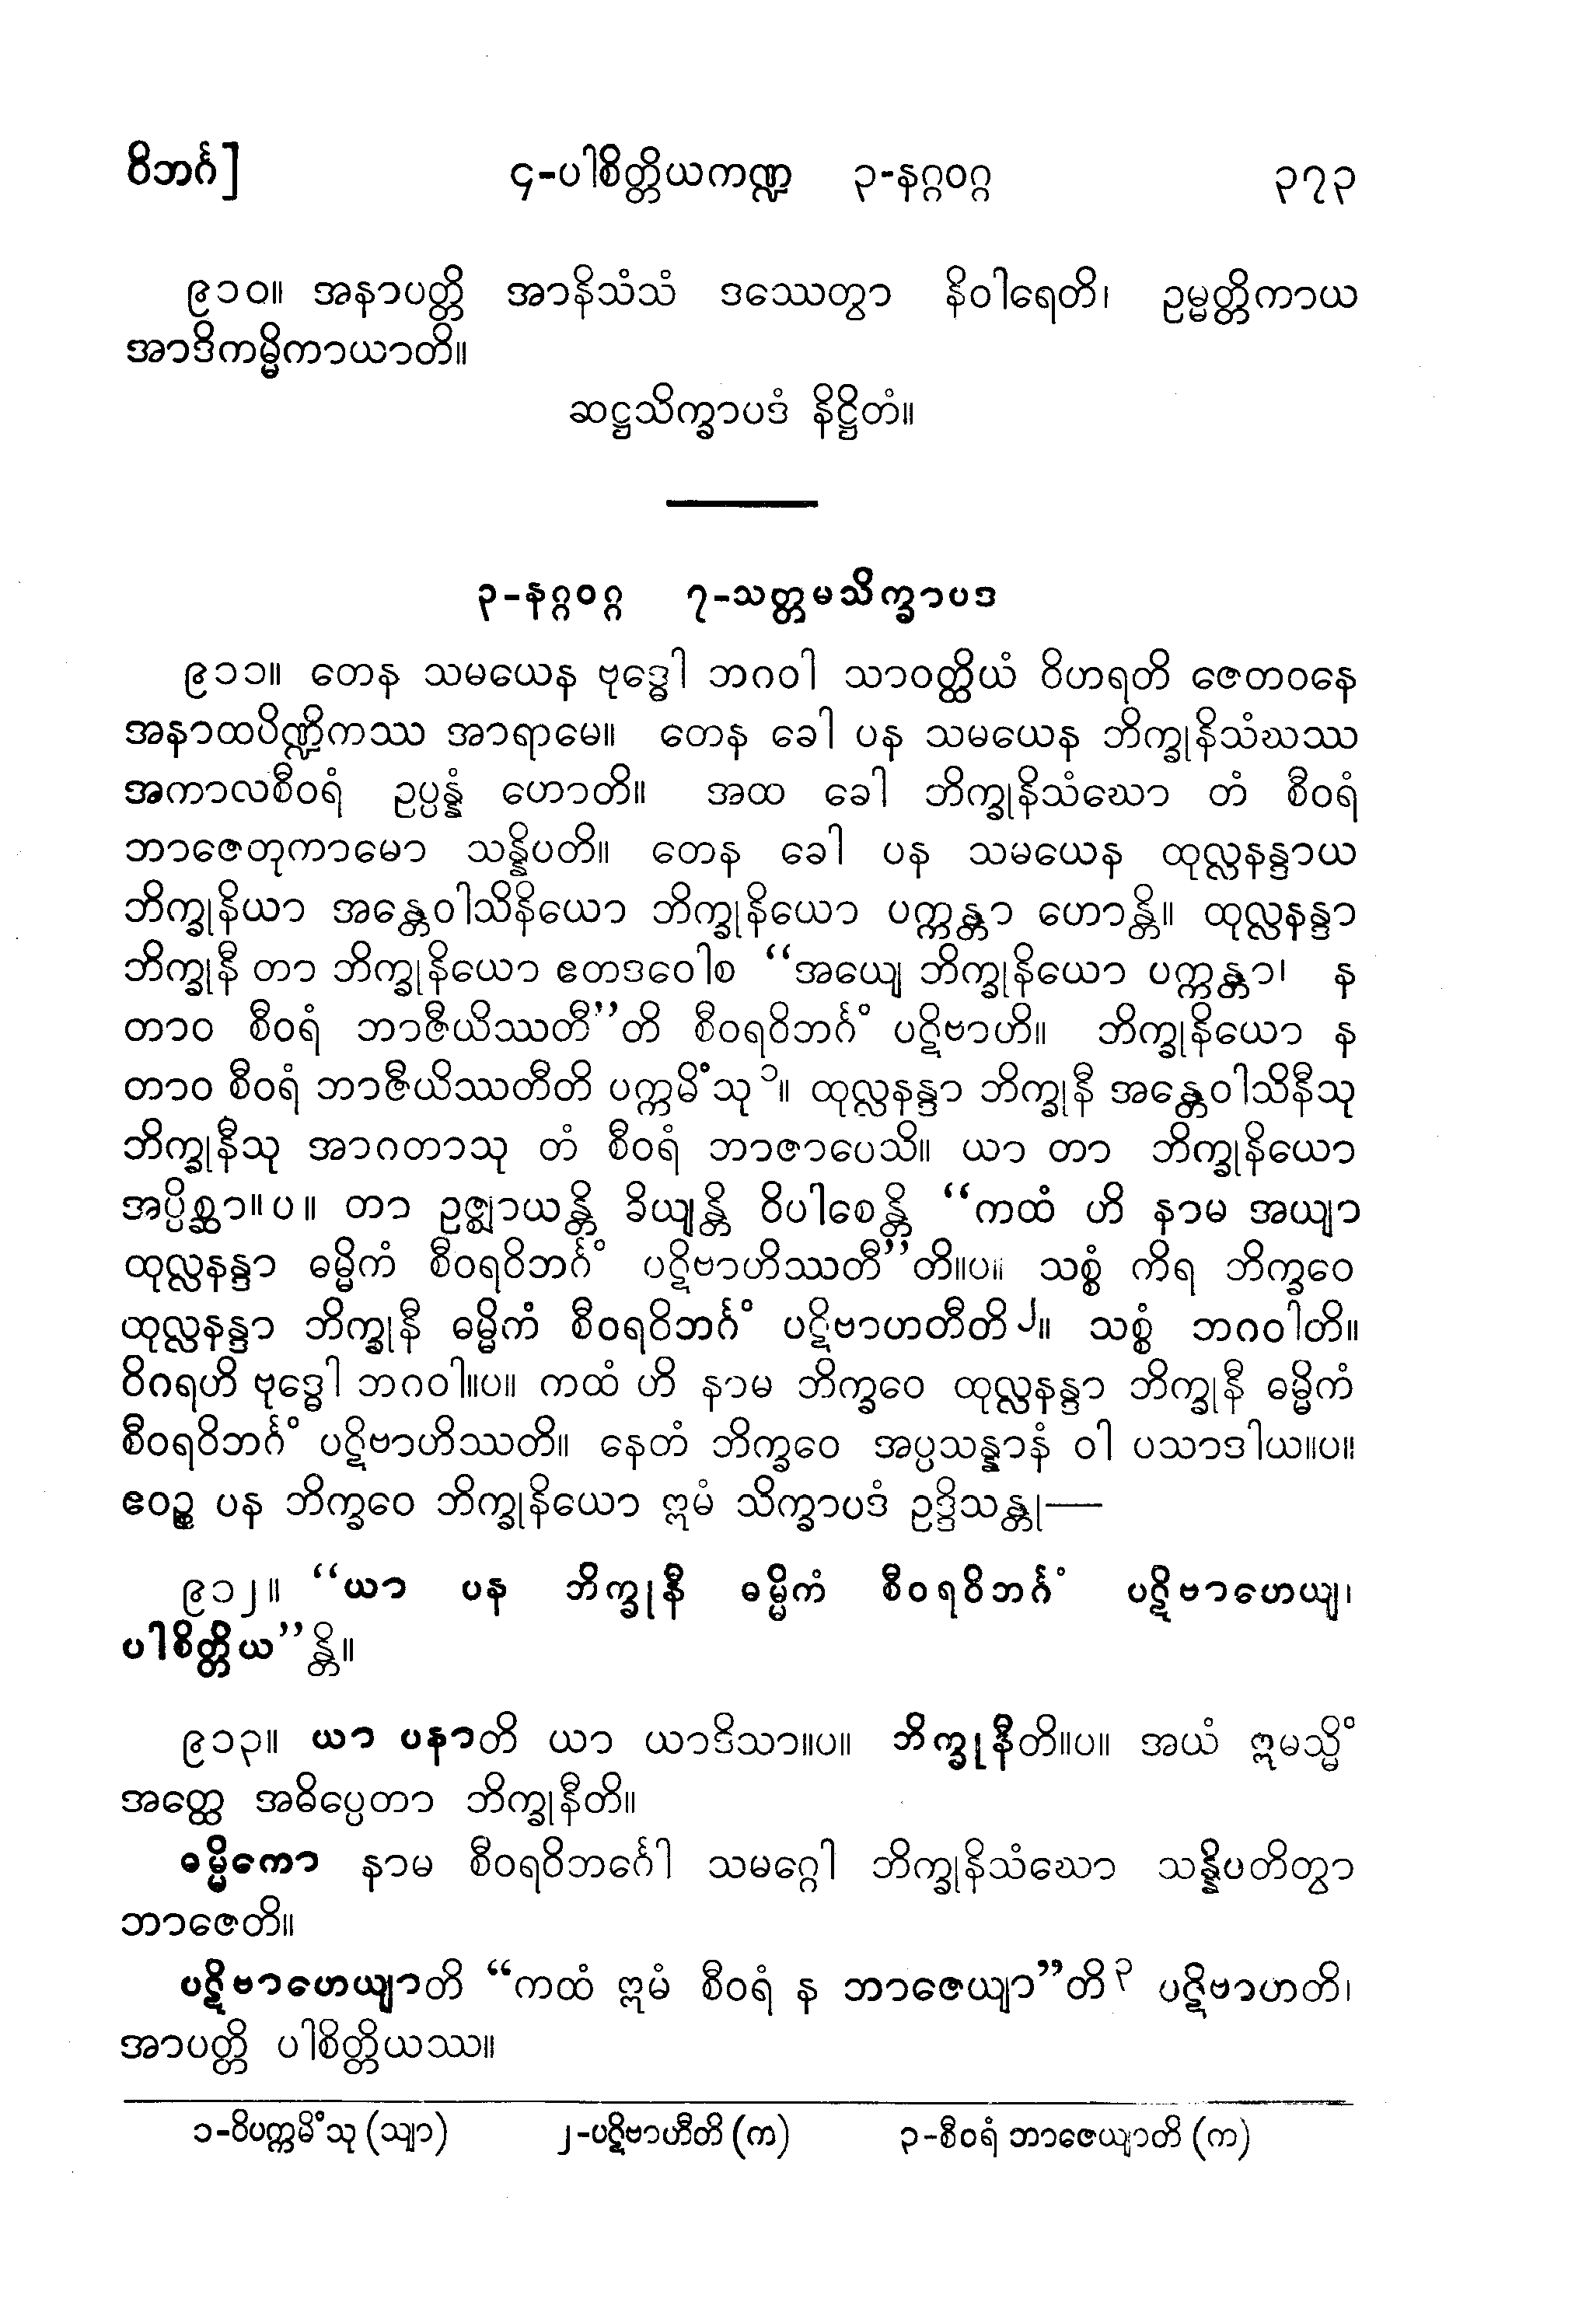 ဝိဘင်္ဂ] ၄-ပါစိတ္တိယကဏ္ဍ ၃-နဂ္ဂဝဂ္ဂ ၃၇၃
၉၁၀။ အနာပတ္တိ အာနိသံသံ ဒဿေတွာ နိဝါရေတိ၊ ဥမ္မတ္တိကာယ
အာဒိကမ္မိကာယာတိ။
ဆဋ္ဌသိက္ခာပဒံ နိဋ္ဌိတံ။
၃-နဂ္ဂဝဂ္ဂ ၇-သတ္တမသိက္ခာပဒ
၉၁၁။ တေန သမယေန ဗုဒ္ဓေါ ဘဂဝါ သာဝတ္ထိယံ ဝိဟရတိ ဇေတဝနေ
အနာထပိဏ္ဍိကဿ အာရာမေ။ တေန ခေါ ပန သမယေန ဘိက္ခုနိသံဃဿ
အကာလစီဝရံ ဥပ္ပန္နံ ဟောတိ။ အထ ခေါ ဘိက္ခုနိသံဃော တံ စီဝရံ
ဘာဇေတုကာမော သန္နိပတိ။ တေန ခေါ ပန သမယေန ထုလ္လနန္ဒာယ
ဘိက္ခုနိယာ အန္တေဝါသိနိယော ဘိက္ခုနိယော ပက္ကန္တာ ဟောန္တိ။ ထုလ္လနန္ဒာ
ဘိက္ခုနီ တာ ဘိက္ခုနိယော ဧတဒဝေါစ “အယျေ ဘိက္ခုနိယော ပက္ကန္တာ၊ န
တာဝ စီဝရံ ဘာဇီယိဿတီ”တိ စီဝရဝိဘင်္ဂံ ပဋိဗာဟိ။ ဘိက္ခုနိယော န
တာဝ စီဝရံ ဘာဇီယိဿတီတိ ပက္ကမိံသု ၁။ ထုလ္လနန္ဒာ ဘိက္ခုနီ အန္တေဝါသိနီသု
ဘိက္ခုနီသု အာဂတာသု တံ စီဝရံ ဘာဇာပေသိ။ ယာ တာ ဘိက္ခုနိယော
အပ္ပိစ္ဆာ။ပ။ တာ ဥဇ္ဈာယန္တိ ခိယျန္တိ ဝိပါစေန္တိ “ကထံ ဟိ နာမ အယျာ
ထုလ္လနန္ဒာ ဓမ္မိကံ စီဝရဝိဘင်္ဂံ ပဋိဗာဟိဿတီ”တိ။ပ။ သစ္စံ ကိရ ဘိက္ခဝေ
ထုလ္လနန္ဒာ ဘိက္ခုနီ ဓမ္မိကံ စီဝရဝိဘင်္ဂံ ပဋိဗာဟတီတိ ၂။ သစ္စံ ဘဂဝါတိ။
ဝိဂရဟိ ဗုဒ္ဓေါ ဘဂဝါ။ပ။ ကထံ ဟိ နာမ ဘိက္ခဝေ ထုလ္လနန္ဒာ ဘိက္ခုနီ ဓမ္မိကံ
စီဝရဝိဘင်္ဂံ ပဋိဗာဟိဿတိ။ နေတံ ဘိက္ခဝေ အပ္ပသန္နာနံ ဝါ ပသာဒါယ။ပ။
ဧဝဉ္စ ပန ဘိက္ခဝေ ဘိက္ခုနိယော ဣမံ သိက္ခာပဒံ ဥဒ္ဒိသန္တု—
၉၁၂။ “ယာ ပန ဘိက္ခုနီ ဓမ္မိကံ စီဝရဝိဘင်္ဂံ ပဋိဗာဟေယျ၊
ပါစိတ္တိယ”န္တိ။
၉၁၃။ ယာ ပနာတိ ယာ ယာဒိသာ။ပ။ ဘိက္ခုနီတိ။ပ။ အယံ ဣမသ္မိံ
အတ္ထေ အဓိပ္ပေတာ ဘိက္ခုနီတိ။
ဓမ္မိကော နာမ စီဝရဝိဘင်္ဂေါ သမဂ္ဂေါ ဘိက္ခုနိသံဃော သန္နိပတိတွာ
ဘာဇေတိ။
ပဋိဗာဟေယျာတိ “ကထံ ဣမံ စီဝရံ န ဘာဇေယျာ”တိ ၃ ပဋိဗာဟတိ၊
အာပတ္တိ ပါစိတ္တိယဿ။
၁-ဝိပက္ကမိံသု (သျာ) ၂-ပဋိဗာဟီတိ (က) ၃-စီဝရံ ဘာဇေယျာတိ (က)